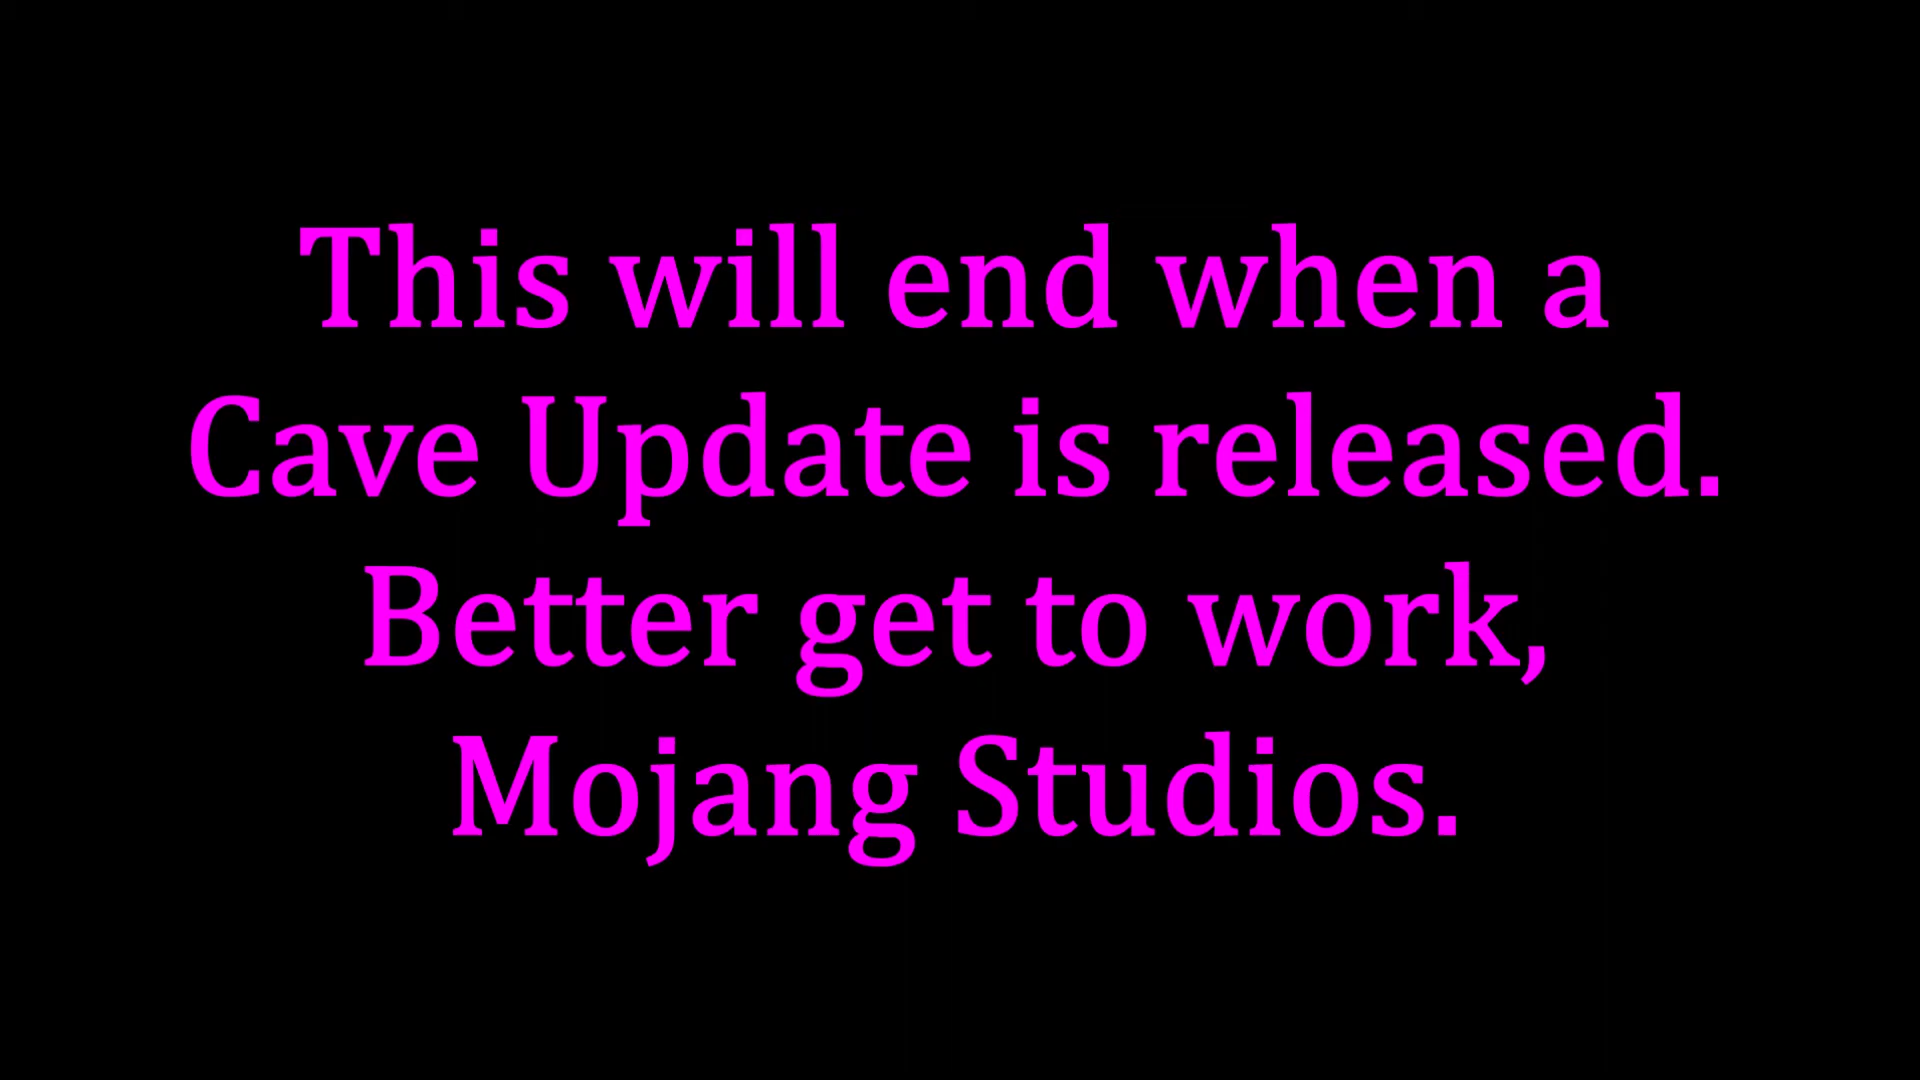 This will end when a
Cave Update is released.
Better get to work,
Mojang Studios.